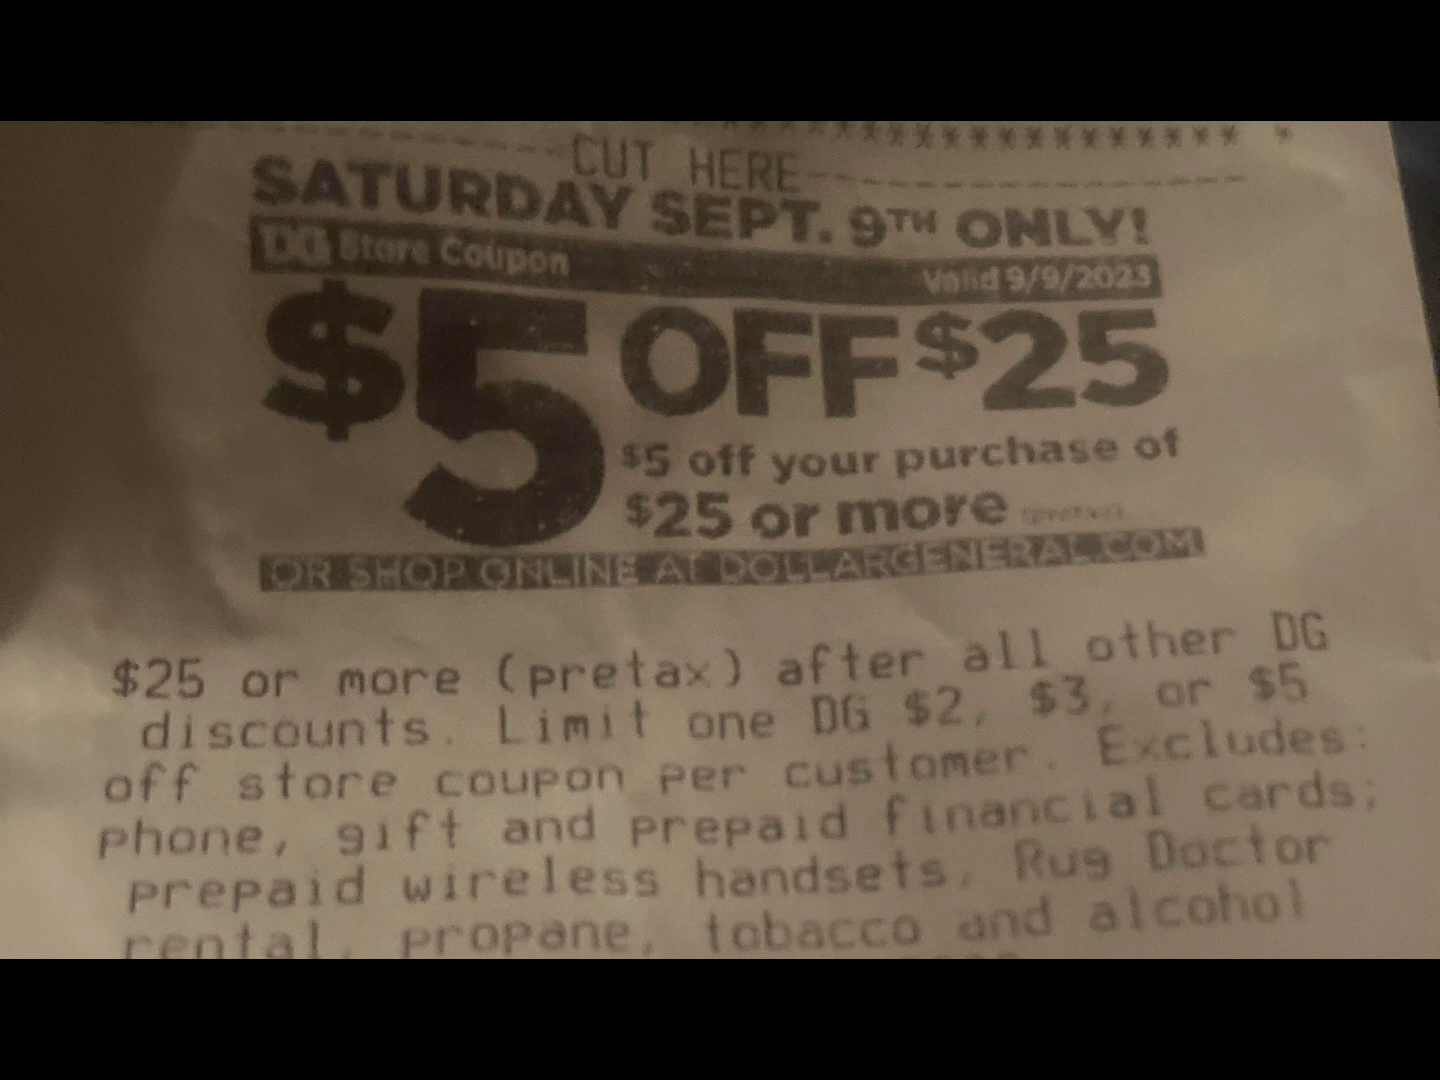 CUT HERE
SATURDAY SEPT. 9TH ONLY!
DG Store Coupon Valid 9/9/2023
$5 OFF $25
$5 off your purchase of
$25 or more (pretax)
OR SHOP ONLINE AT DOLLARGENERAL.COM
$25 or more (pretax) after all other DG
discounts. Limit one DG $2, $3, or $5
off store coupon per customer. Excludes:
phone, gift and prepaid financial cards;
prepaid wireless handsets, Rug Doctor
rental, propane, tobacco and alcohol